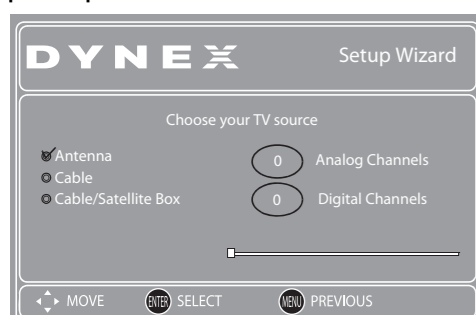 DYNEX
Setup Wizard
Choose your TV source
Antenna
Cable
Cable/Satellite Box
0 Analog Channels
0 Digital Channels
MOVE ENTER SELECT MENU PREVIOUS